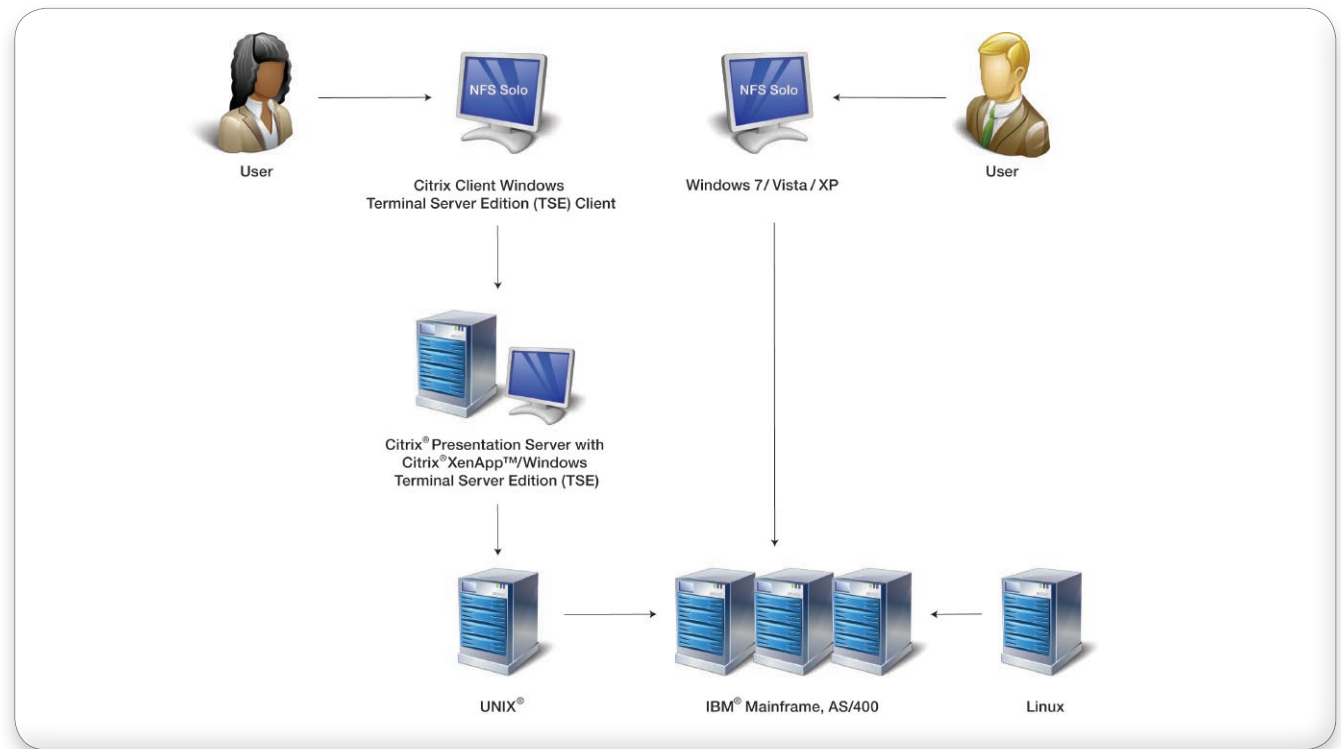 NFS Solo
NFS Solo
User
Citrix Client Windows
Terminal Server Edition (TSE) Client
Windows 7/ Vista / XP
User
Citrix® Presentation Server with
Citrix® XenApp™/Windows
Terminal Server Edition (TSE)
UNIX®
IBM® Mainframe, AS/400
Linux